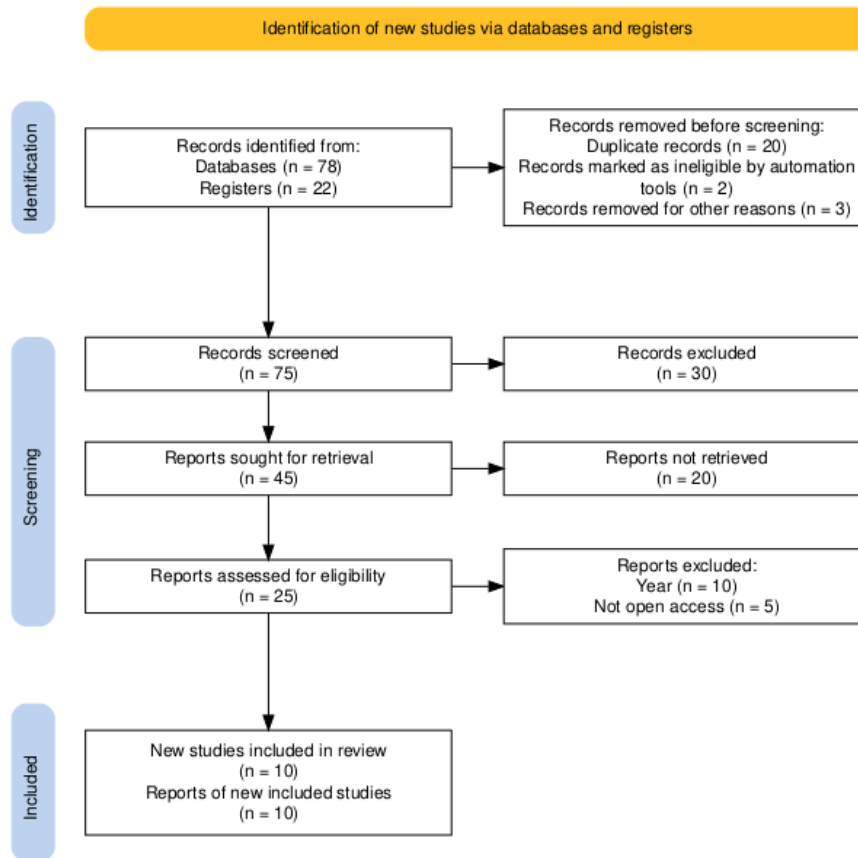 Identification of new studies via databases and registers
Identification
Records identified from:
Databases (n = 78)
Registers (n = 22)
Records removed before screening:
Duplicate records (n = 20)
Records marked as ineligible by automation
tools (n = 2)
Records removed for other reasons (n = 3)
Screening
Records screened
(n = 75)
Records excluded
(n = 30)
Reports sought for retrieval
(n = 45)
Reports not retrieved
(n = 20)
Reports assessed for eligibility
(n = 25)
Reports excluded:
Year (n = 10)
Not open access (n = 5)
Included
New studies included in review
(n = 10)
Reports of new included studies
(n = 10)